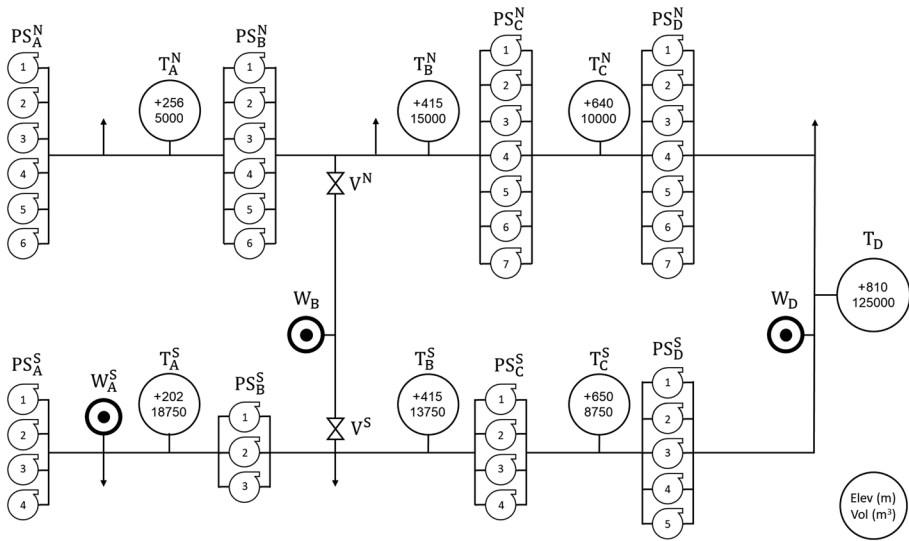 PS_A^N
PS_B^N
PS_C^N
PS_D^N
T_A^N
T_B^N
T_C^N
1
2
3
4
5
6
+256
5000
1
2
3
4
5
6
+415
15000
1
2
3
4
5
6
7
+640
10000
1
2
3
4
5
6
7
V^N
T_D
+810
125000
W_B
W_D
PS_A^S
W_A^S
T_A^S
PS_B^S
T_B^S
PS_C^S
T_C^S
PS_D^S
1
2
3
4
+202
18750
1
2
3
V^S
+415
13750
1
2
3
4
+650
8750
1
2
3
4
5
Elev (m)
Vol (m³)